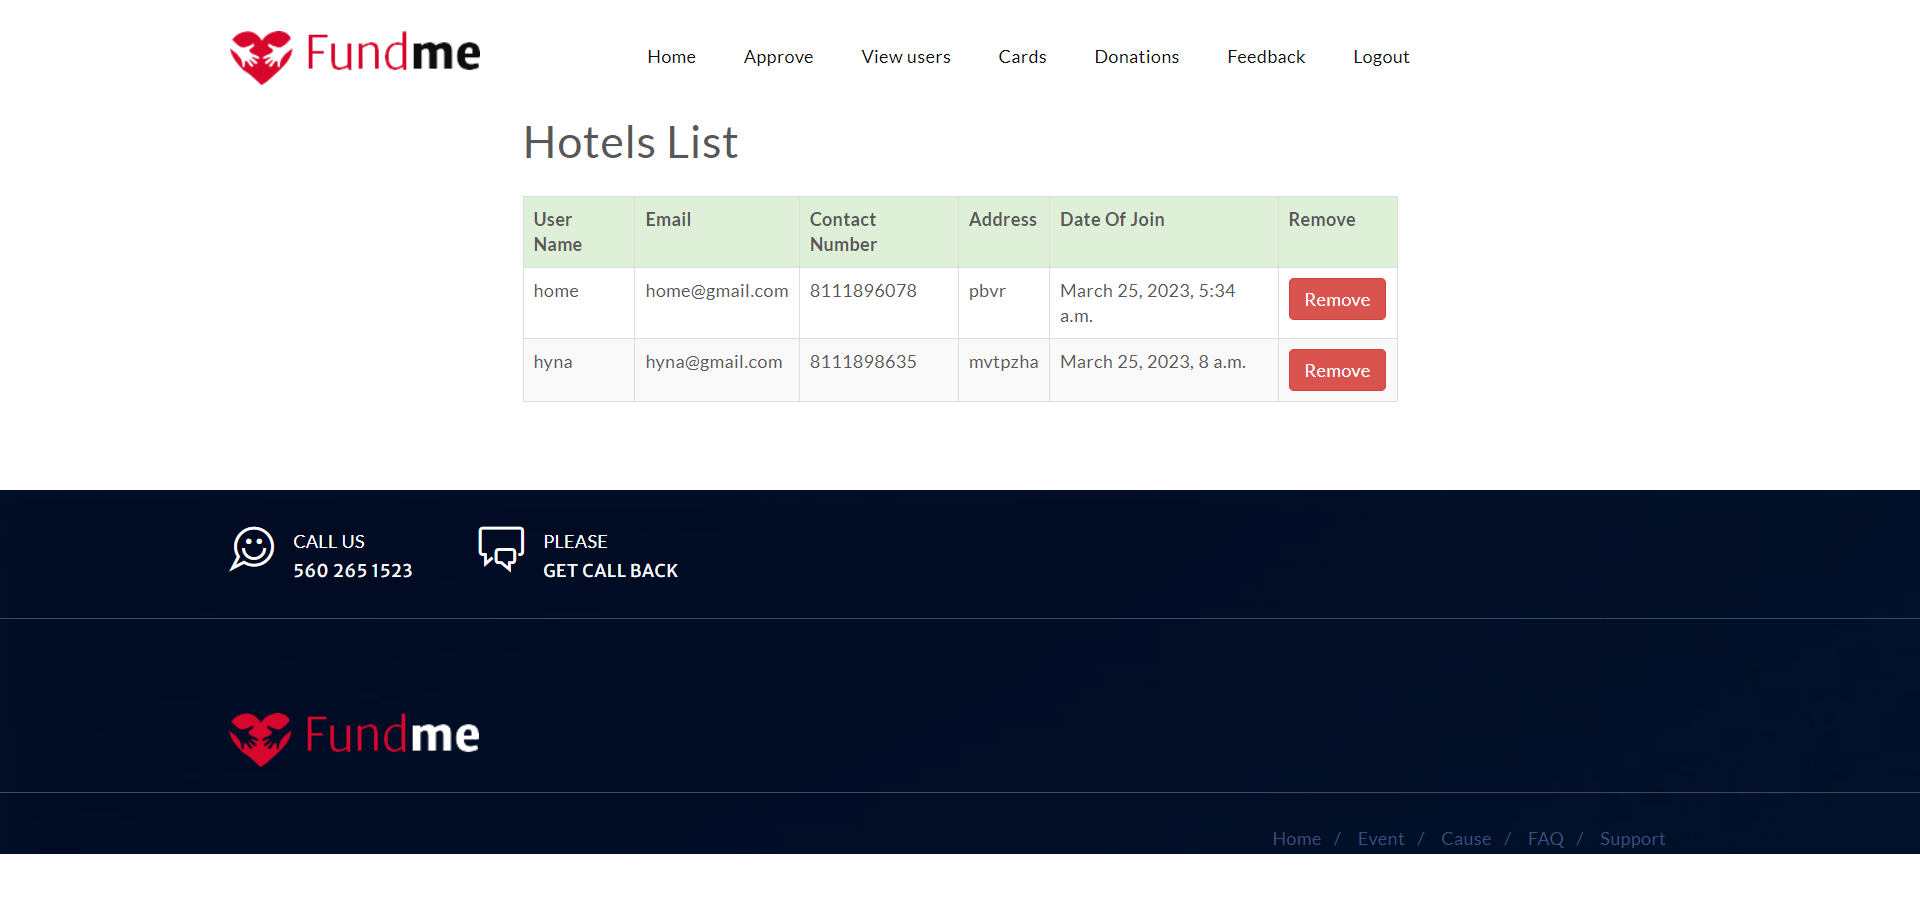 Fundme
Home Approve View users Cards Donations Feedback Logout
Hotels List
User Name Email Contact Number Address Date Of Join Remove
home home@gmail.com 8111896078 pbvr March 25, 2023, 5:34 a.m. Remove
hyna hyna@gmail.com 8111898635 mvtpzha March 25, 2023, 8 a.m. Remove
CALL US
560 265 1523
PLEASE
GET CALL BACK
Fundme
Home / Event / Cause / FAQ / Support